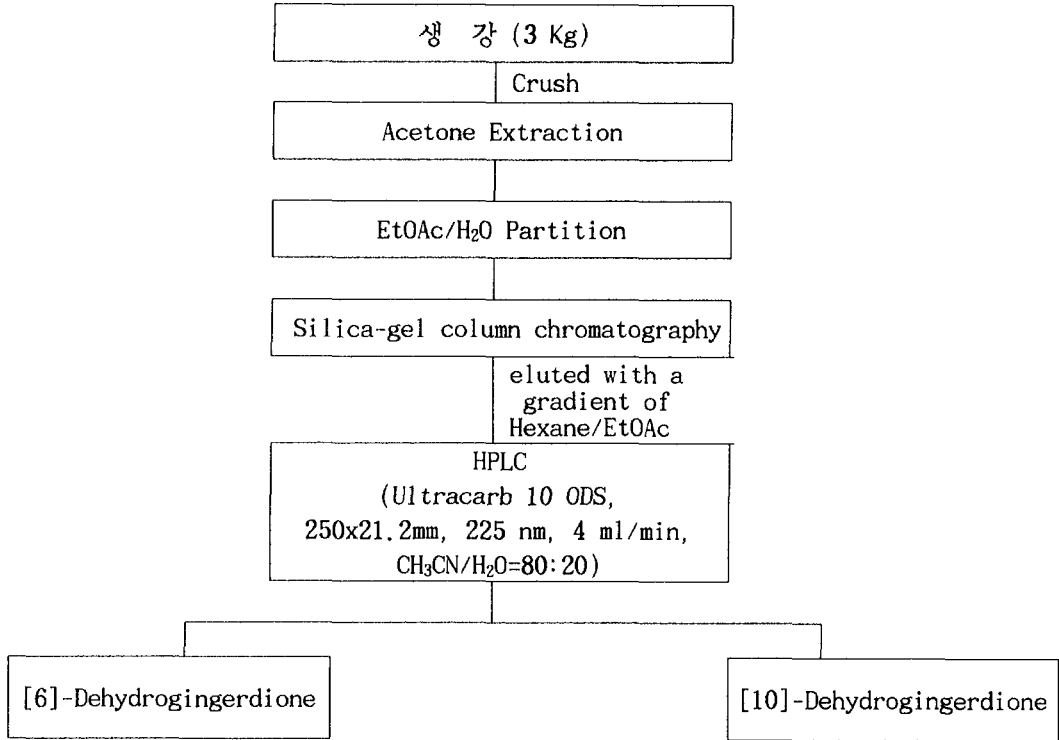 생 강 (3 Kg)
Crush
Acetone Extraction
EtOAc/H₂O Partition
Silica-gel column chromatography
eluted with a
gradient of
Hexane/EtOAc
HPLC
(Ultracarb 10 ODS,
250x21.2mm, 225 nm, 4 ml/min,
CH₃CN/H₂O=80:20)
[6]-Dehydrogingerdione
[10]-Dehydrogingerdione